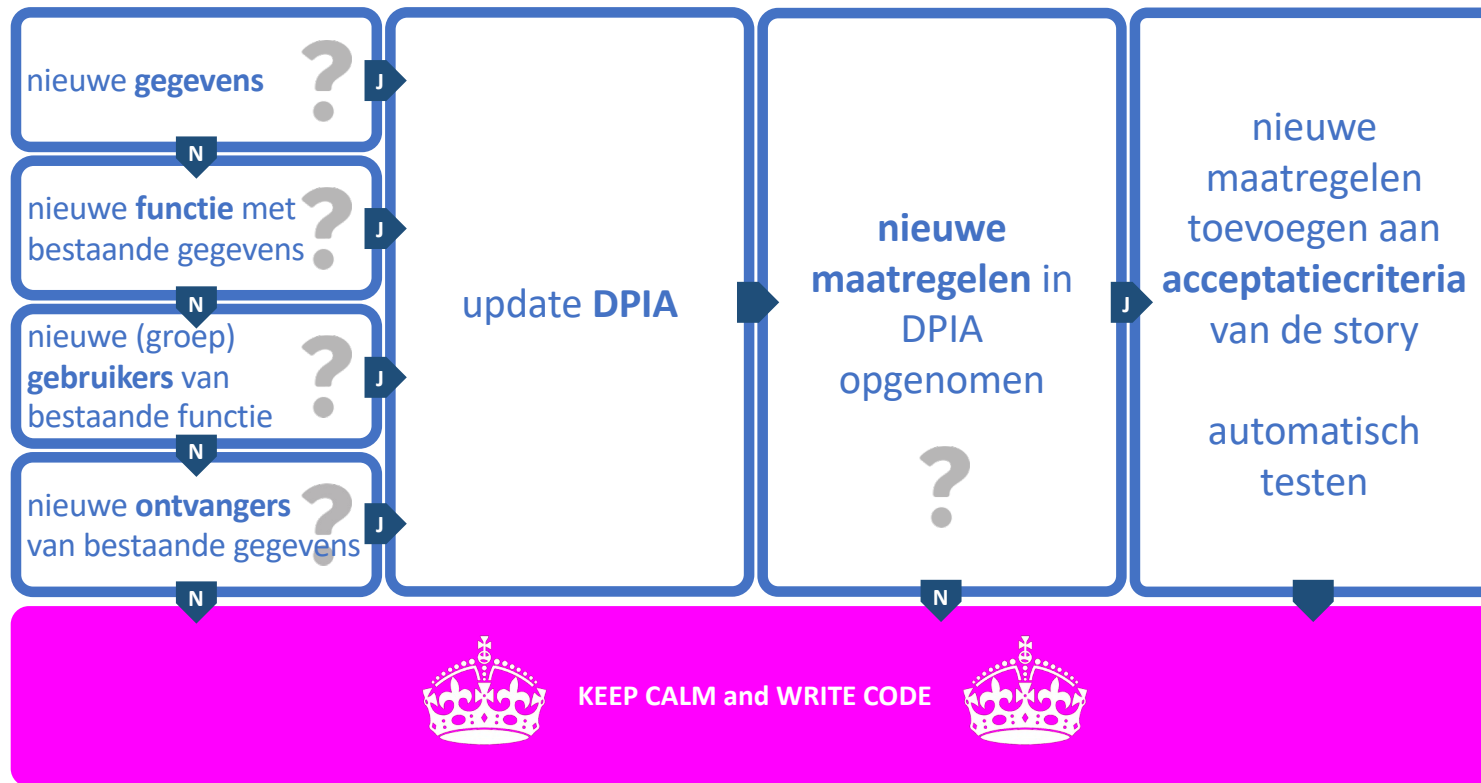 nieuwe gegevens
?
J
N
nieuwe functie met
bestaande gegevens
?
J
N
nieuwe (groep)
gebruikers van
bestaande functie
?
J
N
nieuwe ontvangers
van bestaande gegevens
?
J
N
update DPIA
nieuwe
maatregelen in
DPIA
opgenomen
?
J
N
nieuwe
maatregelen
toevoegen aan
acceptatiecriteria
van de story
automatisch
testen
KEEP CALM and WRITE CODE